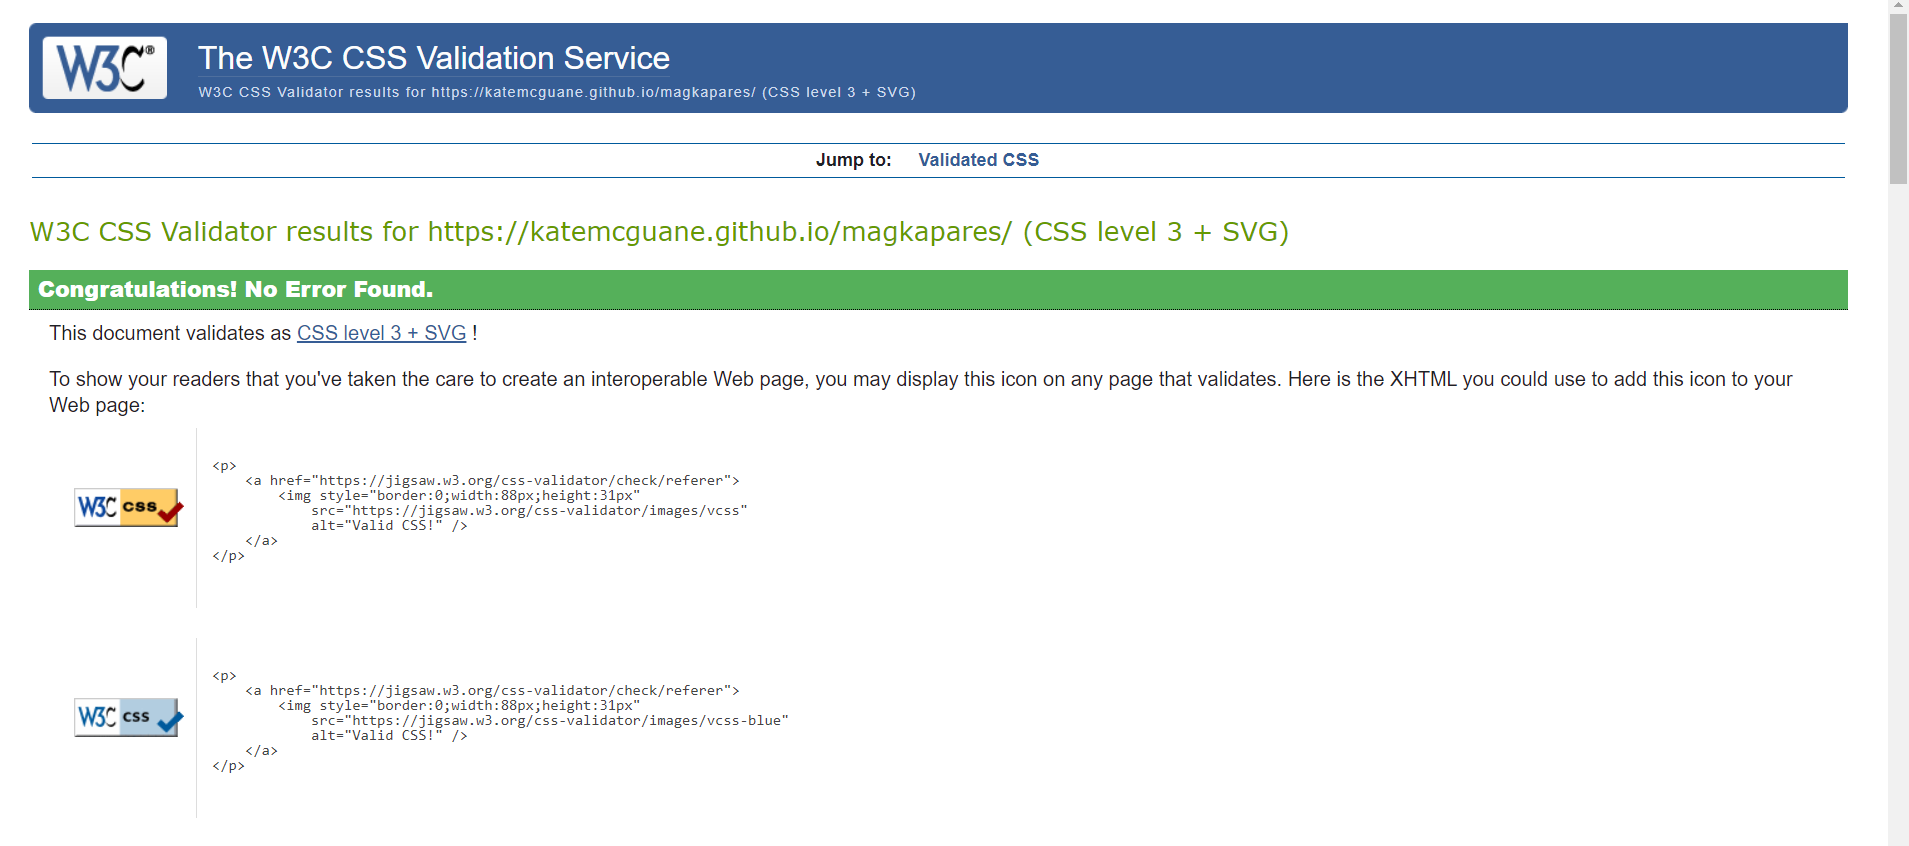 W3C®
The W3C CSS Validation Service
W3C CSS Validator results for https://katemcguane.github.io/magkapares/ (CSS level 3 + SVG)
Jump to: Validated CSS
W3C CSS Validator results for https://katemcguane.github.io/magkapares/ (CSS level 3 + SVG)
Congratulations! No Error Found.
This document validates as CSS level 3 + SVG !
To show your readers that you've taken the care to create an interoperable Web page, you may display this icon on any page that validates. Here is the XHTML you could use to add this icon to your
Web page:
W3C css
<p>
    <a href="https://jigsaw.w3.org/css-validator/check/referer">
        <img style="border:0;width:88px;height:31px"
            src="https://jigsaw.w3.org/css-validator/images/vcss"
            alt="Valid CSS!" />
    </a>
</p>
W3C css
<p>
    <a href="https://jigsaw.w3.org/css-validator/check/referer">
        <img style="border:0;width:88px;height:31px"
            src="https://jigsaw.w3.org/css-validator/images/vcss-blue"
            alt="Valid CSS!" />
    </a>
</p>